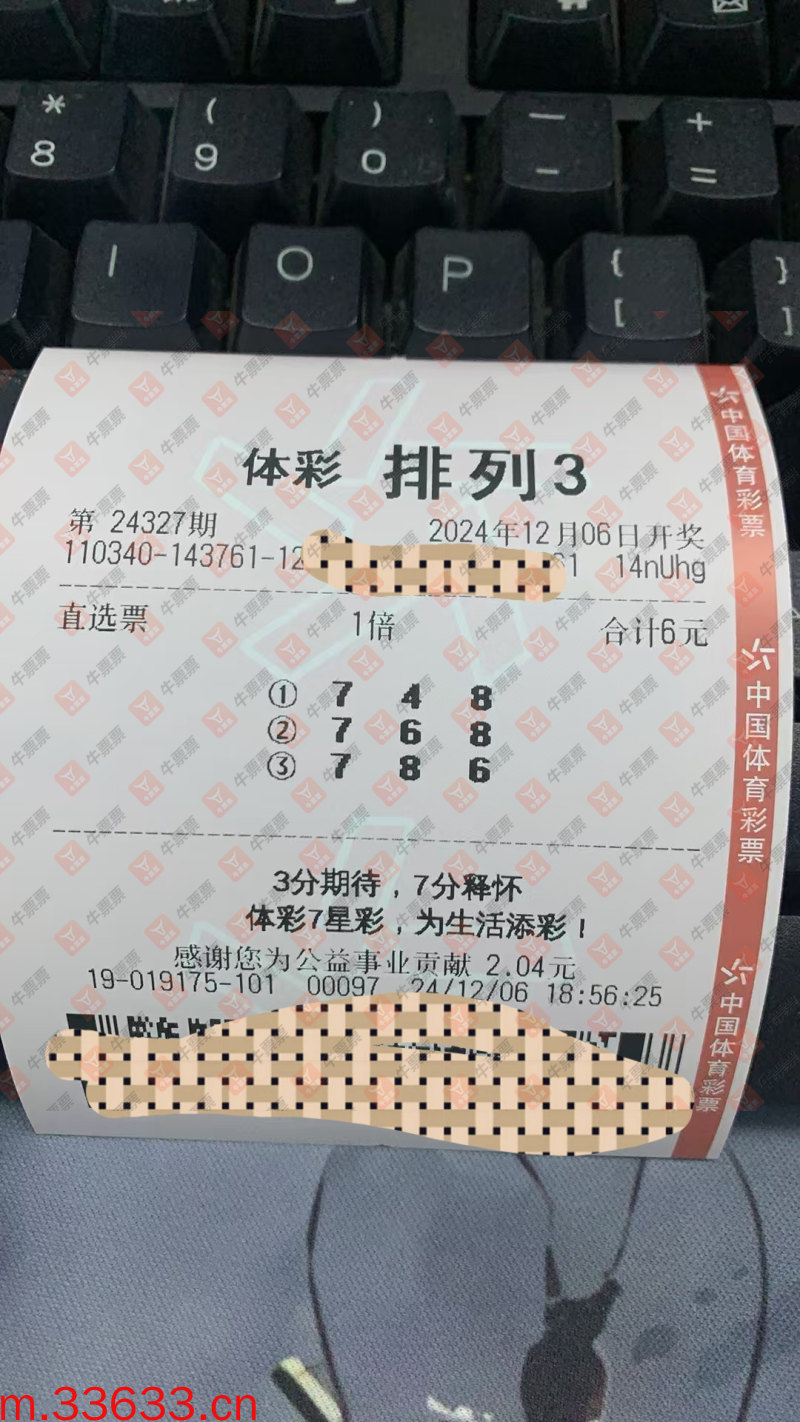 * ( ) — +
8 9 0 - =
I O P { }
[ ]
体彩 排列3
第 24327期 2024年12月06日开奖
110340-143761-12 61 14nUhg
直选票 1倍 合计6元
① 7 4 8
② 7 6 8
③ 7 8 6
3分期待，7分释怀
体彩7星彩，为生活添彩！
感谢您为公益事业贡献 2.04元
19-019175-101 00097 24/12/06 18:56:25
中国体育彩票
中国体育彩票
中国体育彩票
牛票票
m.33633.cn